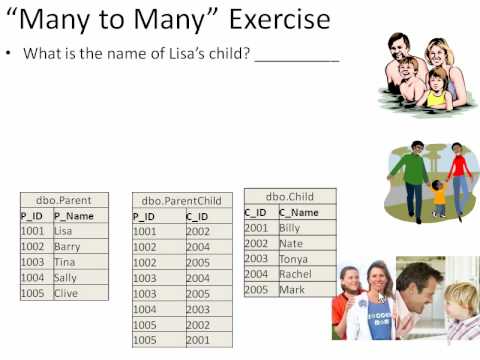 “Many to Many” Exercise
• What is the name of Lisa’s child? __________
dbo.Parent
P_ID P_Name
1001 Lisa
1002 Barry
1003 Tina
1004 Sally
1005 Clive
dbo.ParentChild
P_ID C_ID
1001 2002
1002 2004
1002 2005
1003 2004
1003 2005
1004 2003
1005 2002
1005 2001
dbo.Child
C_ID C_Name
2001 Billy
2002 Nate
2003 Tonya
2004 Rachel
2005 Mark